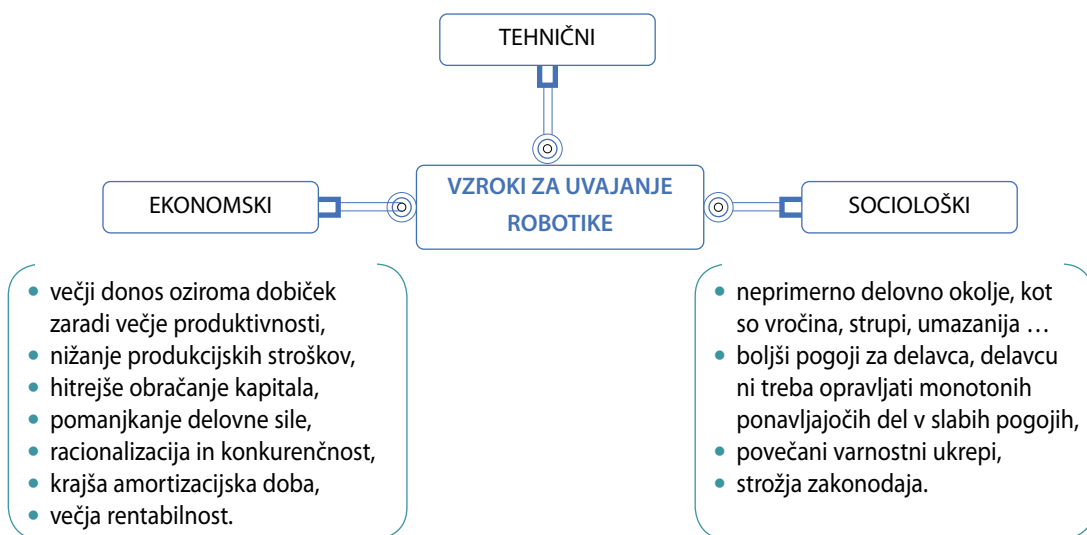 TEHNIČNI
VZROKI ZA UVAJANJE
ROBOTIKE
EKONOMSKI
SOCIOLOŠKI
• večji donos oziroma dobiček
zaradi večje produktivnosti,
• nižanje produkcijskih stroškov,
• hitrejše obračanje kapitala,
• pomanjkanje delovne sile,
• racionalizacija in konkurenčnost,
• krajša amortizacijska doba,
• večja rentabilnost.
• neprimerno delovno okolje, kot
so vročina, strupi, umazanija …
• boljši pogoji za delavca, delavcu
ni treba opravljati monotonih
ponavljajočih del v slabih pogojih,
• povečani varnostni ukrepi,
• strožja zakonodaja.